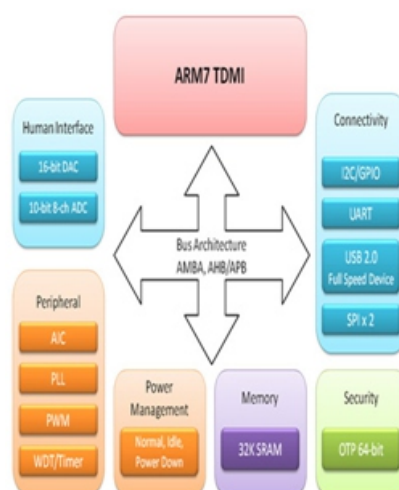 ARM7 TDMI
Human Interface
16-bit DAC
10-bit 8-ch ADC
Connectivity
I2C/GPIO
UART
USB 2.0
Full Speed Device
SPI x 2
Bus Architecture
AMBA, AHB/APB
Peripheral
AIC
PLL
PWM
WDT/Timer
Power
Management
Normal, Idle,
Power Down
Memory
32K SRAM
Security
OTP 64-bit